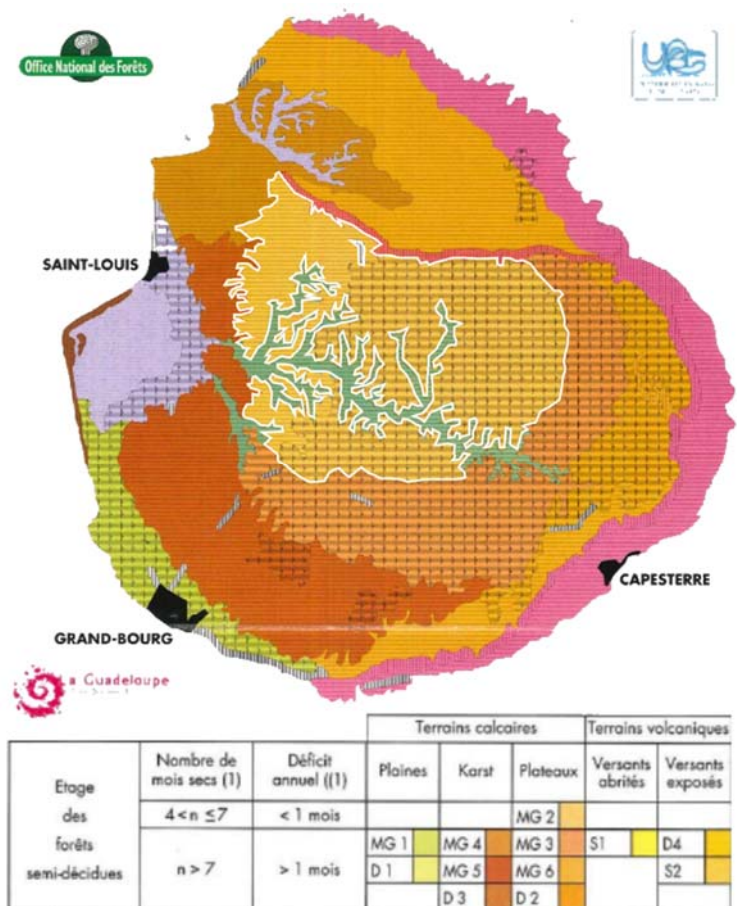 Office National des Forêts
SAINT-LOUIS
CAPESTERRE
GRAND-BOURG
a Guadeloupe
Terrains calcaires
Terrains volcaniques
Etage des forêts semi-décidues
Nombre de mois secs (1)
Déficit annuel ((1)
Plaines
Karst
Plateaux
Versants abrités
Versants exposés
4<n ≤7
< 1 mois
MG 2
n > 7
> 1 mois
MG 1
MG 4
MG 3
S1
D4
D 1
MG 5
MG 6
S2
D 3
D 2